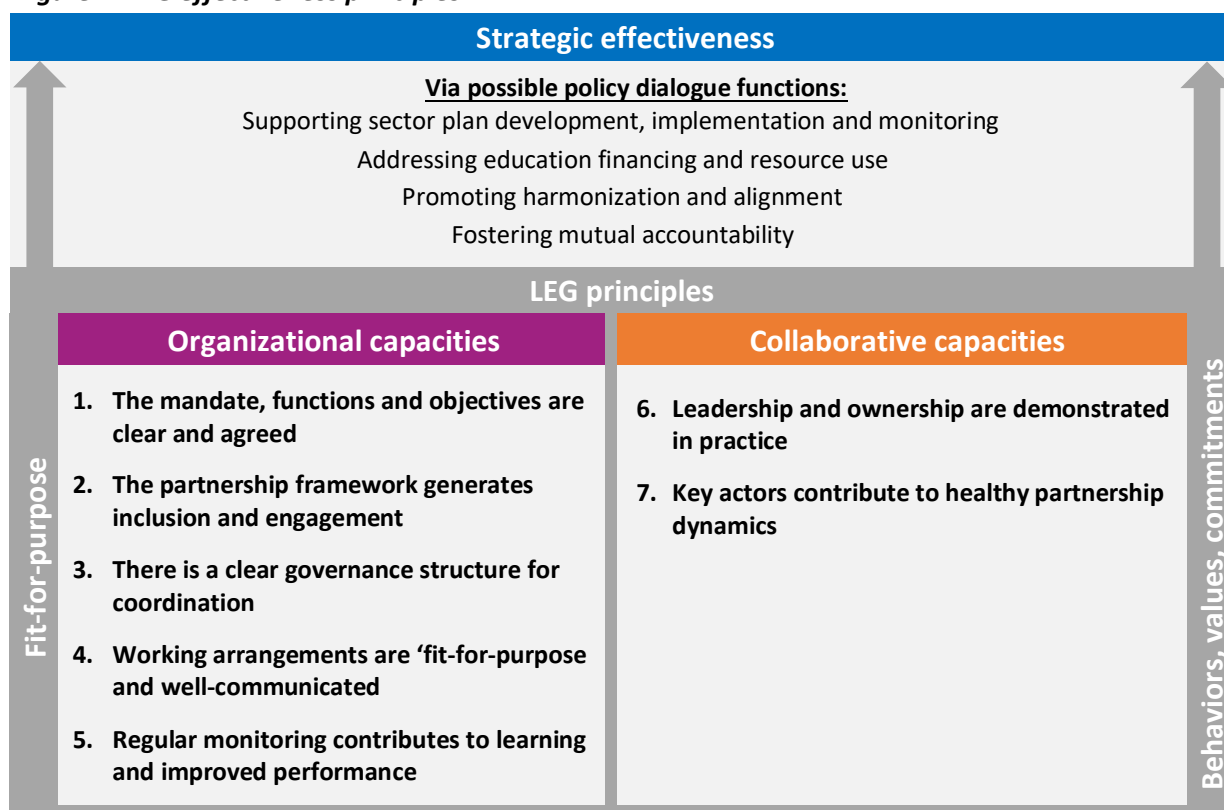 Strategic effectiveness
Via possible policy dialogue functions:
Supporting sector plan development, implementation and monitoring
Addressing education financing and resource use
Promoting harmonization and alignment
Fostering mutual accountability
LEG principles
Fit-for-purpose
Organizational capacities
1. The mandate, functions and objectives are
clear and agreed
2. The partnership framework generates
inclusion and engagement
3. There is a clear governance structure for
coordination
4. Working arrangements are ‘fit-for-purpose
and well-communicated
5. Regular monitoring contributes to learning
and improved performance
Collaborative capacities
6. Leadership and ownership are demonstrated
in practice
7. Key actors contribute to healthy partnership
dynamics
Behaviors, values, commitments